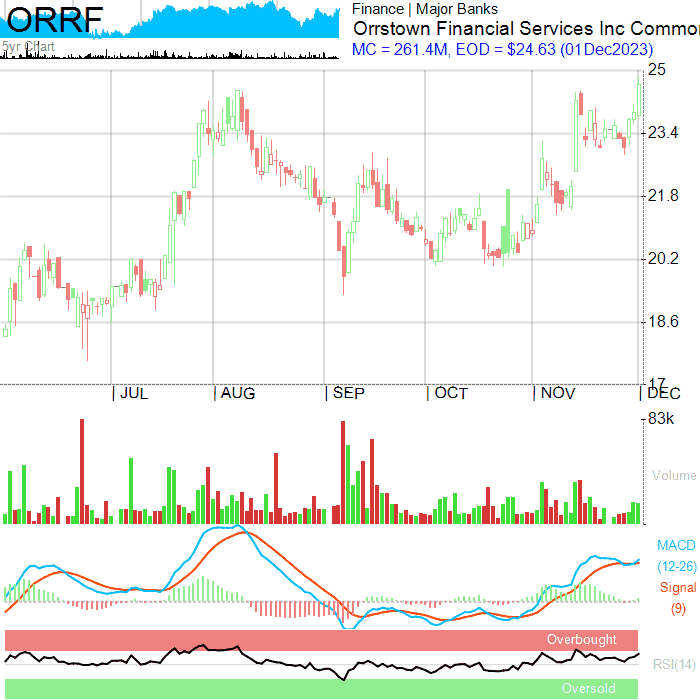 ORRF
Finance | Major Banks
Orrstown Financial Services Inc Commo
5yr Chart
MC = 261.4M, EOD = $24.63 (01Dec2023)
25
23.4
21.8
20.2
18.6
17
| JUL | AUG | SEP | OCT | NOV | DEC
83k
Volume
MACD
(12-26)
Signal
(9)
Overbought
RSI(14)
Oversold